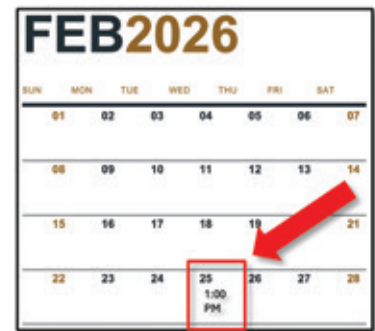 FEB2026
SUN MON TUE WED THU FRI SAT
01 02 03 04 05 06 07
08 09 10 11 12 13 14
15 16 17 18 19 21
22 23 24 25 26 27 28
1:00
PM